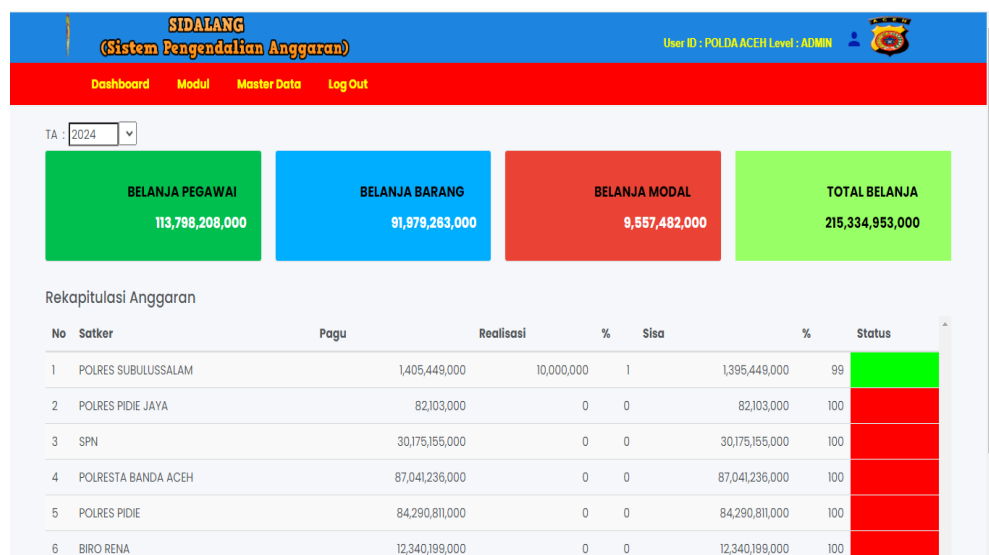 SIDALANG
(Sistem Pengendalian Anggaran)
User ID : POLDA ACEH Level : ADMIN
ACEH
Dashboard Modul Master Data Log Out
TA : 2024
BELANJA PEGAWAI
113,798,208,000
BELANJA BARANG
91,979,263,000
BELANJA MODAL
9,557,482,000
TOTAL BELANJA
215,334,953,000
Rekapitulasi Anggaran
No Satker Pagu Realisasi % Sisa % Status
1 POLRES SUBULUSSALAM 1,405,449,000 10,000,000 1 1,395,449,000 99
2 POLRES PIDIE JAYA 82,103,000 0 0 82,103,000 100
3 SPN 30,175,155,000 0 0 30,175,155,000 100
4 POLRESTA BANDA ACEH 87,041,236,000 0 0 87,041,236,000 100
5 POLRES PIDIE 84,290,811,000 0 0 84,290,811,000 100
6 BIRO RENA 12,340,199,000 0 0 12,340,199,000 100